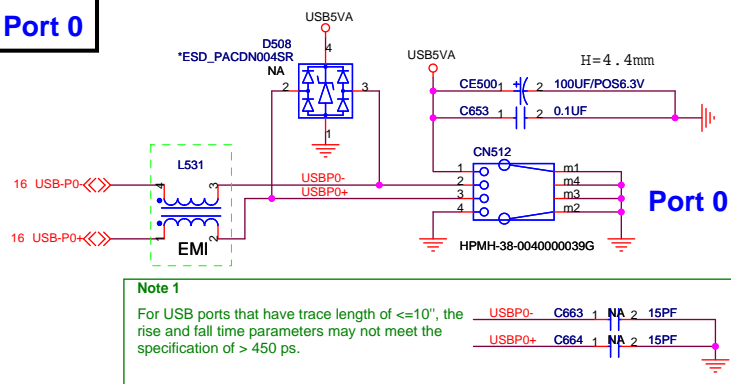 Port 0
USB5VA
D508
*ESD_PACDN004SR
NA
4
2
3
1
USB5VA
H=4.4mm
CE500 1 + 2 100UF/POS6.3V
C653 1 2 0.1UF
L531
16 USB-P0-
4 3
USBP0-
USBP0+
16 USB-P0+
1 2
EMI
CN512
1 m1
2 m4
3 m3
4 m2
Port 0
HPMH-38-0040000039G
Note 1
For USB ports that have trace length of <=10", the
rise and fall time parameters may not meet the
specification of > 450 ps.
USBP0- C663 1 NA 2 15PF
USBP0+ C664 1 NA 2 15PF